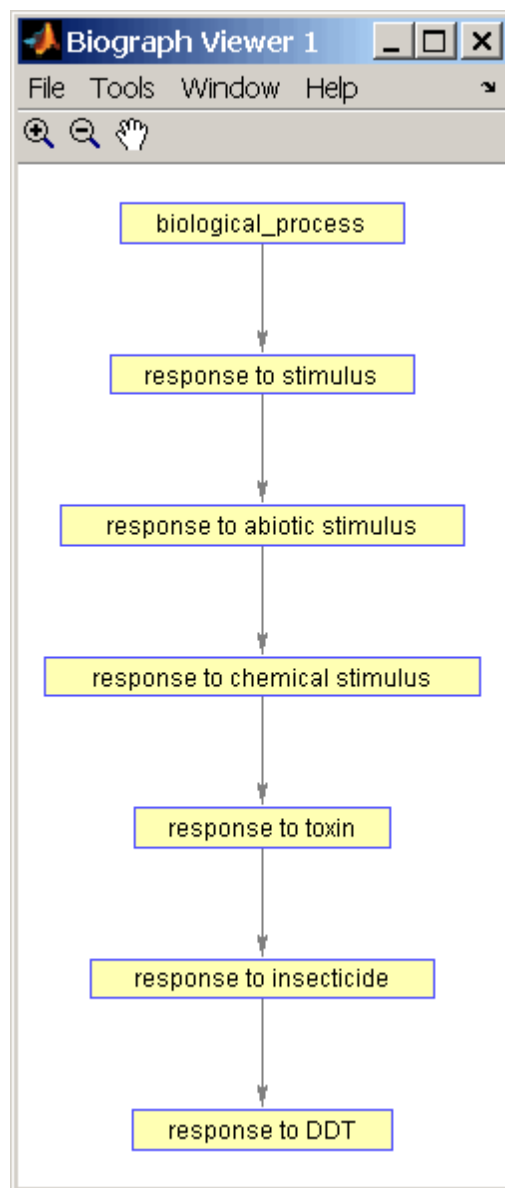 Biograph Viewer 1
File Tools Window Help
biological_process
response to stimulus
response to abiotic stimulus
response to chemical stimulus
response to toxin
response to insecticide
response to DDT